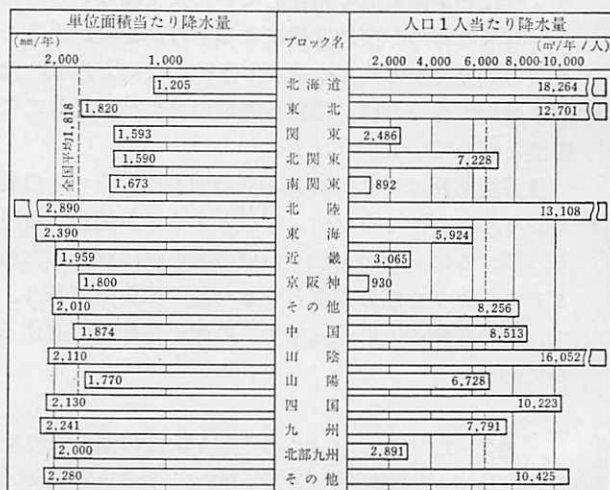 単位面積当たり降水量 ブロック名 人口1人当たり降水量
(mm/年) (㎥/年/人)
2,000 1,000 2,000 4,000 6,000 8,000 10,000
全国平均1,818
1,205 北海道 18,264
1,820 東北 12,701
1,593 関東 2,486
1,590 北関東 7,228
1,673 南関東 892
2,890 北陸 13,108
2,390 東海 5,924
1,959 近畿 3,065
1,800 京阪神 930
2,010 その他 8,256
1,874 中国 8,513
2,110 山陰 16,052
1,770 山陽 6,728
2,130 四国 10,223
2,241 九州 7,791
2,000 北部九州 2,891
2,280 その他 10,425